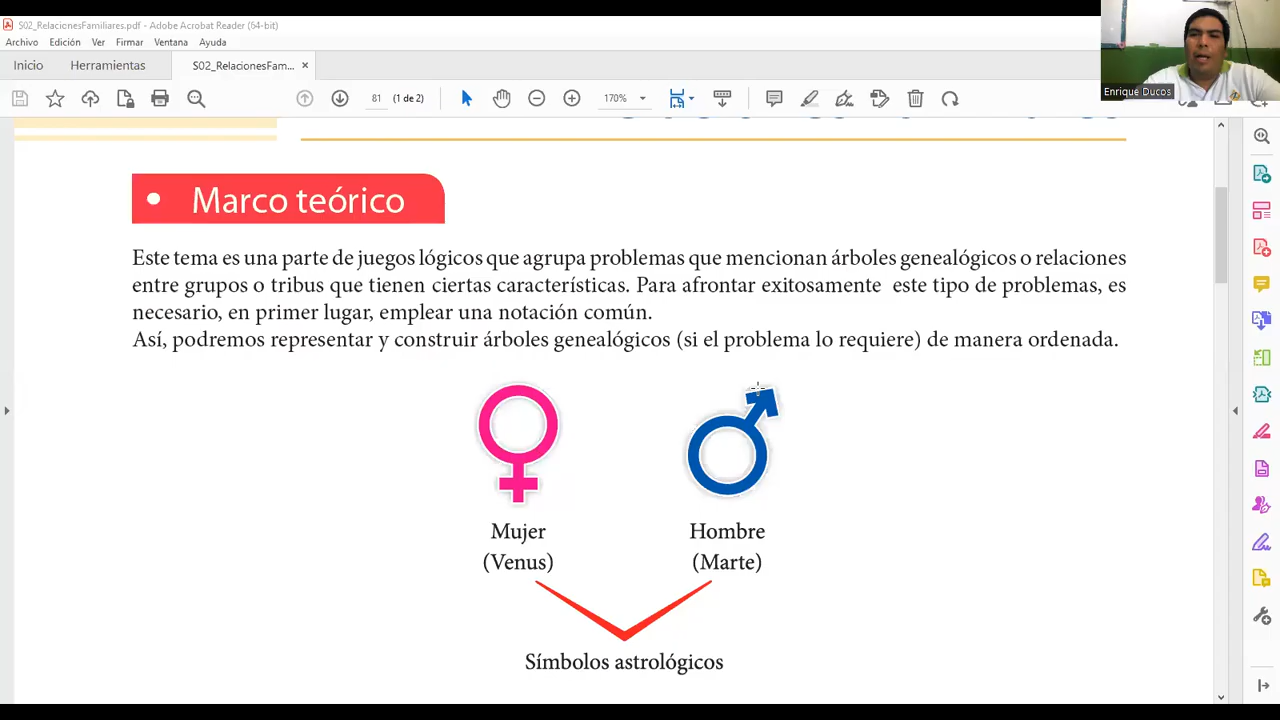 S02_RelacionesFamiliares.pdf - Adobe Acrobat Reader (64-bit)
Archivo Edición Ver Firmar Ventana Ayuda
Inicio Herramientas S02_RelacionesFam... ×
81 (1 de 2) 170%
Enrique Ducos
• Marco teórico
Este tema es una parte de juegos lógicos que agrupa problemas que mencionan árboles genealógicos o relaciones
entre grupos o tribus que tienen ciertas características. Para afrontar exitosamente este tipo de problemas, es
necesario, en primer lugar, emplear una notación común.
Así, podremos representar y construir árboles genealógicos (si el problema lo requiere) de manera ordenada.
Mujer Hombre
(Venus) (Marte)
Símbolos astrológicos